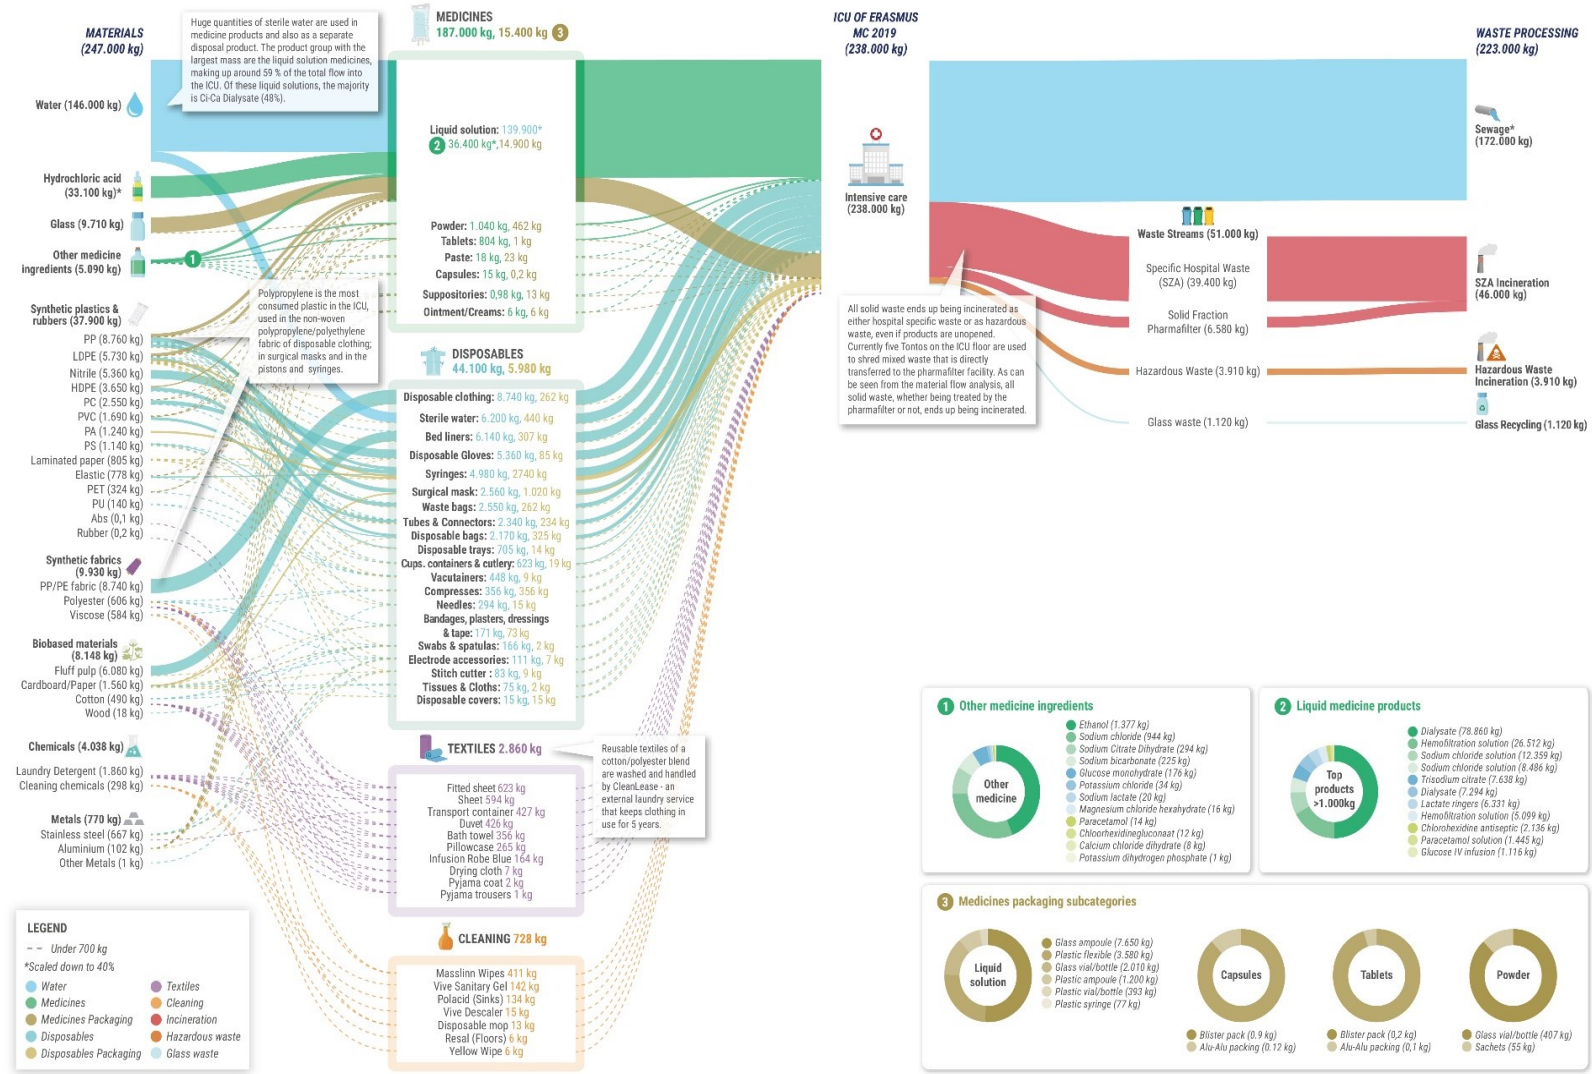 MATERIALS
(247.000 kg)
Huge quantities of sterile water are used in
medicine products and also as a separate
disposal product. The product group with the
largest mass are the liquid solution medicines,
making up around 59 % of the total flow into
the ICU. Of these liquid solutions, the majority
is Ci-Ca Dialysate (48%).
Water (146.000 kg)
Hydrochloric acid
(33.100 kg)*
Glass (9.710 kg)
Other medicine
ingredients (5.090 kg)
1
Polypropylene is the most
consumed plastic in the ICU,
used in the non-woven
polypropylene/polyethylene
fabric of disposable clothing;
in surgical masks and in the
pistons and syringes.
Synthetic plastics &
rubbers (37.900 kg)
PP (8.760 kg)
LDPE (5.730 kg)
Nitrile (5.360 kg)
HDPE (3.650 kg)
PC (2.550 kg)
PVC (1.690 kg)
PA (1.240 kg)
PS (1.140 kg)
Laminated paper (805 kg)
Elastic (778 kg)
PET (324 kg)
PU (140 kg)
Abs (0,1 kg)
Rubber (0,2 kg)
Synthetic fabrics
(9.930 kg)
PP/PE fabric (8.740 kg)
Polyester (606 kg)
Viscose (584 kg)
Biobased materials
(8.148 kg)
Fluff pulp (6.080 kg)
Cardboard/Paper (1.560 kg)
Cotton (490 kg)
Wood (18 kg)
Chemicals (4.038 kg)
Laundry Detergent (1.860 kg)
Cleaning chemicals (298 kg)
Metals (770 kg)
Stainless steel (667 kg)
Aluminium (102 kg)
Other Metals (1 kg)
LEGEND
Under 700 kg
*Scaled down to 40%
Water
Medicines
Medicines Packaging
Disposables
Disposables Packaging
Textiles
Cleaning
Incineration
Hazardous waste
Glass waste
MEDICINES
187.000 kg, 15.400 kg 3
Liquid solution: 139.900*
2 36.400 kg*,14.900 kg
Powder: 1.040 kg, 462 kg
Tablets: 804 kg, 1 kg
Paste: 18 kg, 23 kg
Capsules: 15 kg, 0,2 kg
Suppositories: 0,98 kg, 13 kg
Ointment/Creams: 6 kg, 6 kg
DISPOSABLES
44.100 kg, 5.980 kg
Disposable clothing: 8.740 kg, 262 kg
Sterile water: 6.200 kg, 440 kg
Bed liners: 6.140 kg, 307 kg
Disposable Gloves: 5.360 kg, 85 kg
Syringes: 4.980 kg, 2740 kg
Surgical mask: 2.560 kg, 1.020 kg
Waste bags: 2.550 kg, 262 kg
Tubes & Connectors: 2.340 kg, 234 kg
Disposable bags: 2.170 kg, 325 kg
Disposable trays: 705 kg, 14 kg
Cups. containers & cutlery: 623 kg, 19 kg
Vacutainers: 448 kg, 9 kg
Compresses: 356 kg, 356 kg
Needles: 294 kg, 15 kg
Bandages, plasters, dressings
& tape: 171 kg, 73 kg
Swabs & spatulas: 166 kg, 2 kg
Electrode accessories: 111 kg, 7 kg
Stitch cutter : 83 kg, 9 kg
Tissues & Cloths: 75 kg, 2 kg
Disposable covers: 15 kg, 15 kg
TEXTILES 2.860 kg
Fitted sheet 623 kg
Sheet 594 kg
Transport container 427 kg
Duvet 426 kg
Bath towel 356 kg
Pillowcase 265 kg
Infusion Robe Blue 164 kg
Drying cloth 7 kg
Pyjama coat 2 kg
Pyjama trousers 1 kg
Reusable textiles of a
cotton/polyester blend
are washed and handled
by CleanLease - an
external laundry service
that keeps clothing in
use for 5 years.
CLEANING 728 kg
Masslinn Wipes 411 kg
Vive Sanitary Gel 142 kg
Polacid (Sinks) 134 kg
Vive Descaler 15 kg
Disposable mop 13 kg
Resal (Floors) 6 kg
Yellow Wipe 6 kg
ICU OF ERASMUS
MC 2019
(238.000 kg)
Intensive care
(238.000 kg)
All solid waste ends up being incinerated as
either hospital specific waste or as hazardous
waste, even if products are unopened.
Currently five Tontos on the ICU floor are used
to shred mixed waste that is directly
transferred to the pharmafilter facility. As can
be seen from the material flow analysis, all
solid waste, whether being treated by the
pharmafilter or not, ends up being incinerated.
Waste Streams (51.000 kg)
Specific Hospital Waste
(SZA) (39.400 kg)
Solid Fraction
Pharmafilter (6.580 kg)
Hazardous Waste (3.910 kg)
Glass waste (1.120 kg)
WASTE PROCESSING
(223.000 kg)
Sewage*
(172.000 kg)
SZA Incineration
(46.000 kg)
Hazardous Waste
Incineration (3.910 kg)
Glass Recycling (1.120 kg)
1 Other medicine ingredients
Other
medicine
Ethanol (1.377 kg)
Sodium chloride (944 kg)
Sodium Citrate Dihydrate (294 kg)
Sodium bicarbonate (225 kg)
Glucose monohydrate (176 kg)
Potassium chloride (34 kg)
Sodium lactate (20 kg)
Magnesium chloride hexahydrate (16 kg)
Paracetamol (14 kg)
Chloorhexidinegluconaat (12 kg)
Calcium chloride dihydrate (8 kg)
Potassium dihydrogen phosphate (1 kg)
2 Liquid medicine products
Top
products
>1.000kg
Dialysate (78.860 kg)
Hemofiltration solution (26.512 kg)
Sodium chloride solution (12.359 kg)
Sodium chloride solution (8.486 kg)
Trisodium citrate (7.638 kg)
Dialysate (7.294 kg)
Lactate ringers (6.331 kg)
Hemofiltration solution (5.099 kg)
Chlorohexidine antiseptic (2.136 kg)
Paracetamol solution (1.445 kg)
Glucose IV infusion (1.116 kg)
3 Medicines packaging subcategories
Liquid
solution
Glass ampoule (7.650 kg)
Plastic flexible (3.580 kg)
Glass vial/bottle (2.010 kg)
Plastic ampoule (1.200 kg)
Plastic vial/bottle (393 kg)
Plastic syringe (77 kg)
Capsules
Blister pack (0.9 kg)
Alu-Alu packing (0.12 kg)
Tablets
Blister pack (0,2 kg)
Alu-Alu packing (0,1 kg)
Powder
Glass vial/bottle (407 kg)
Sachets (55 kg)